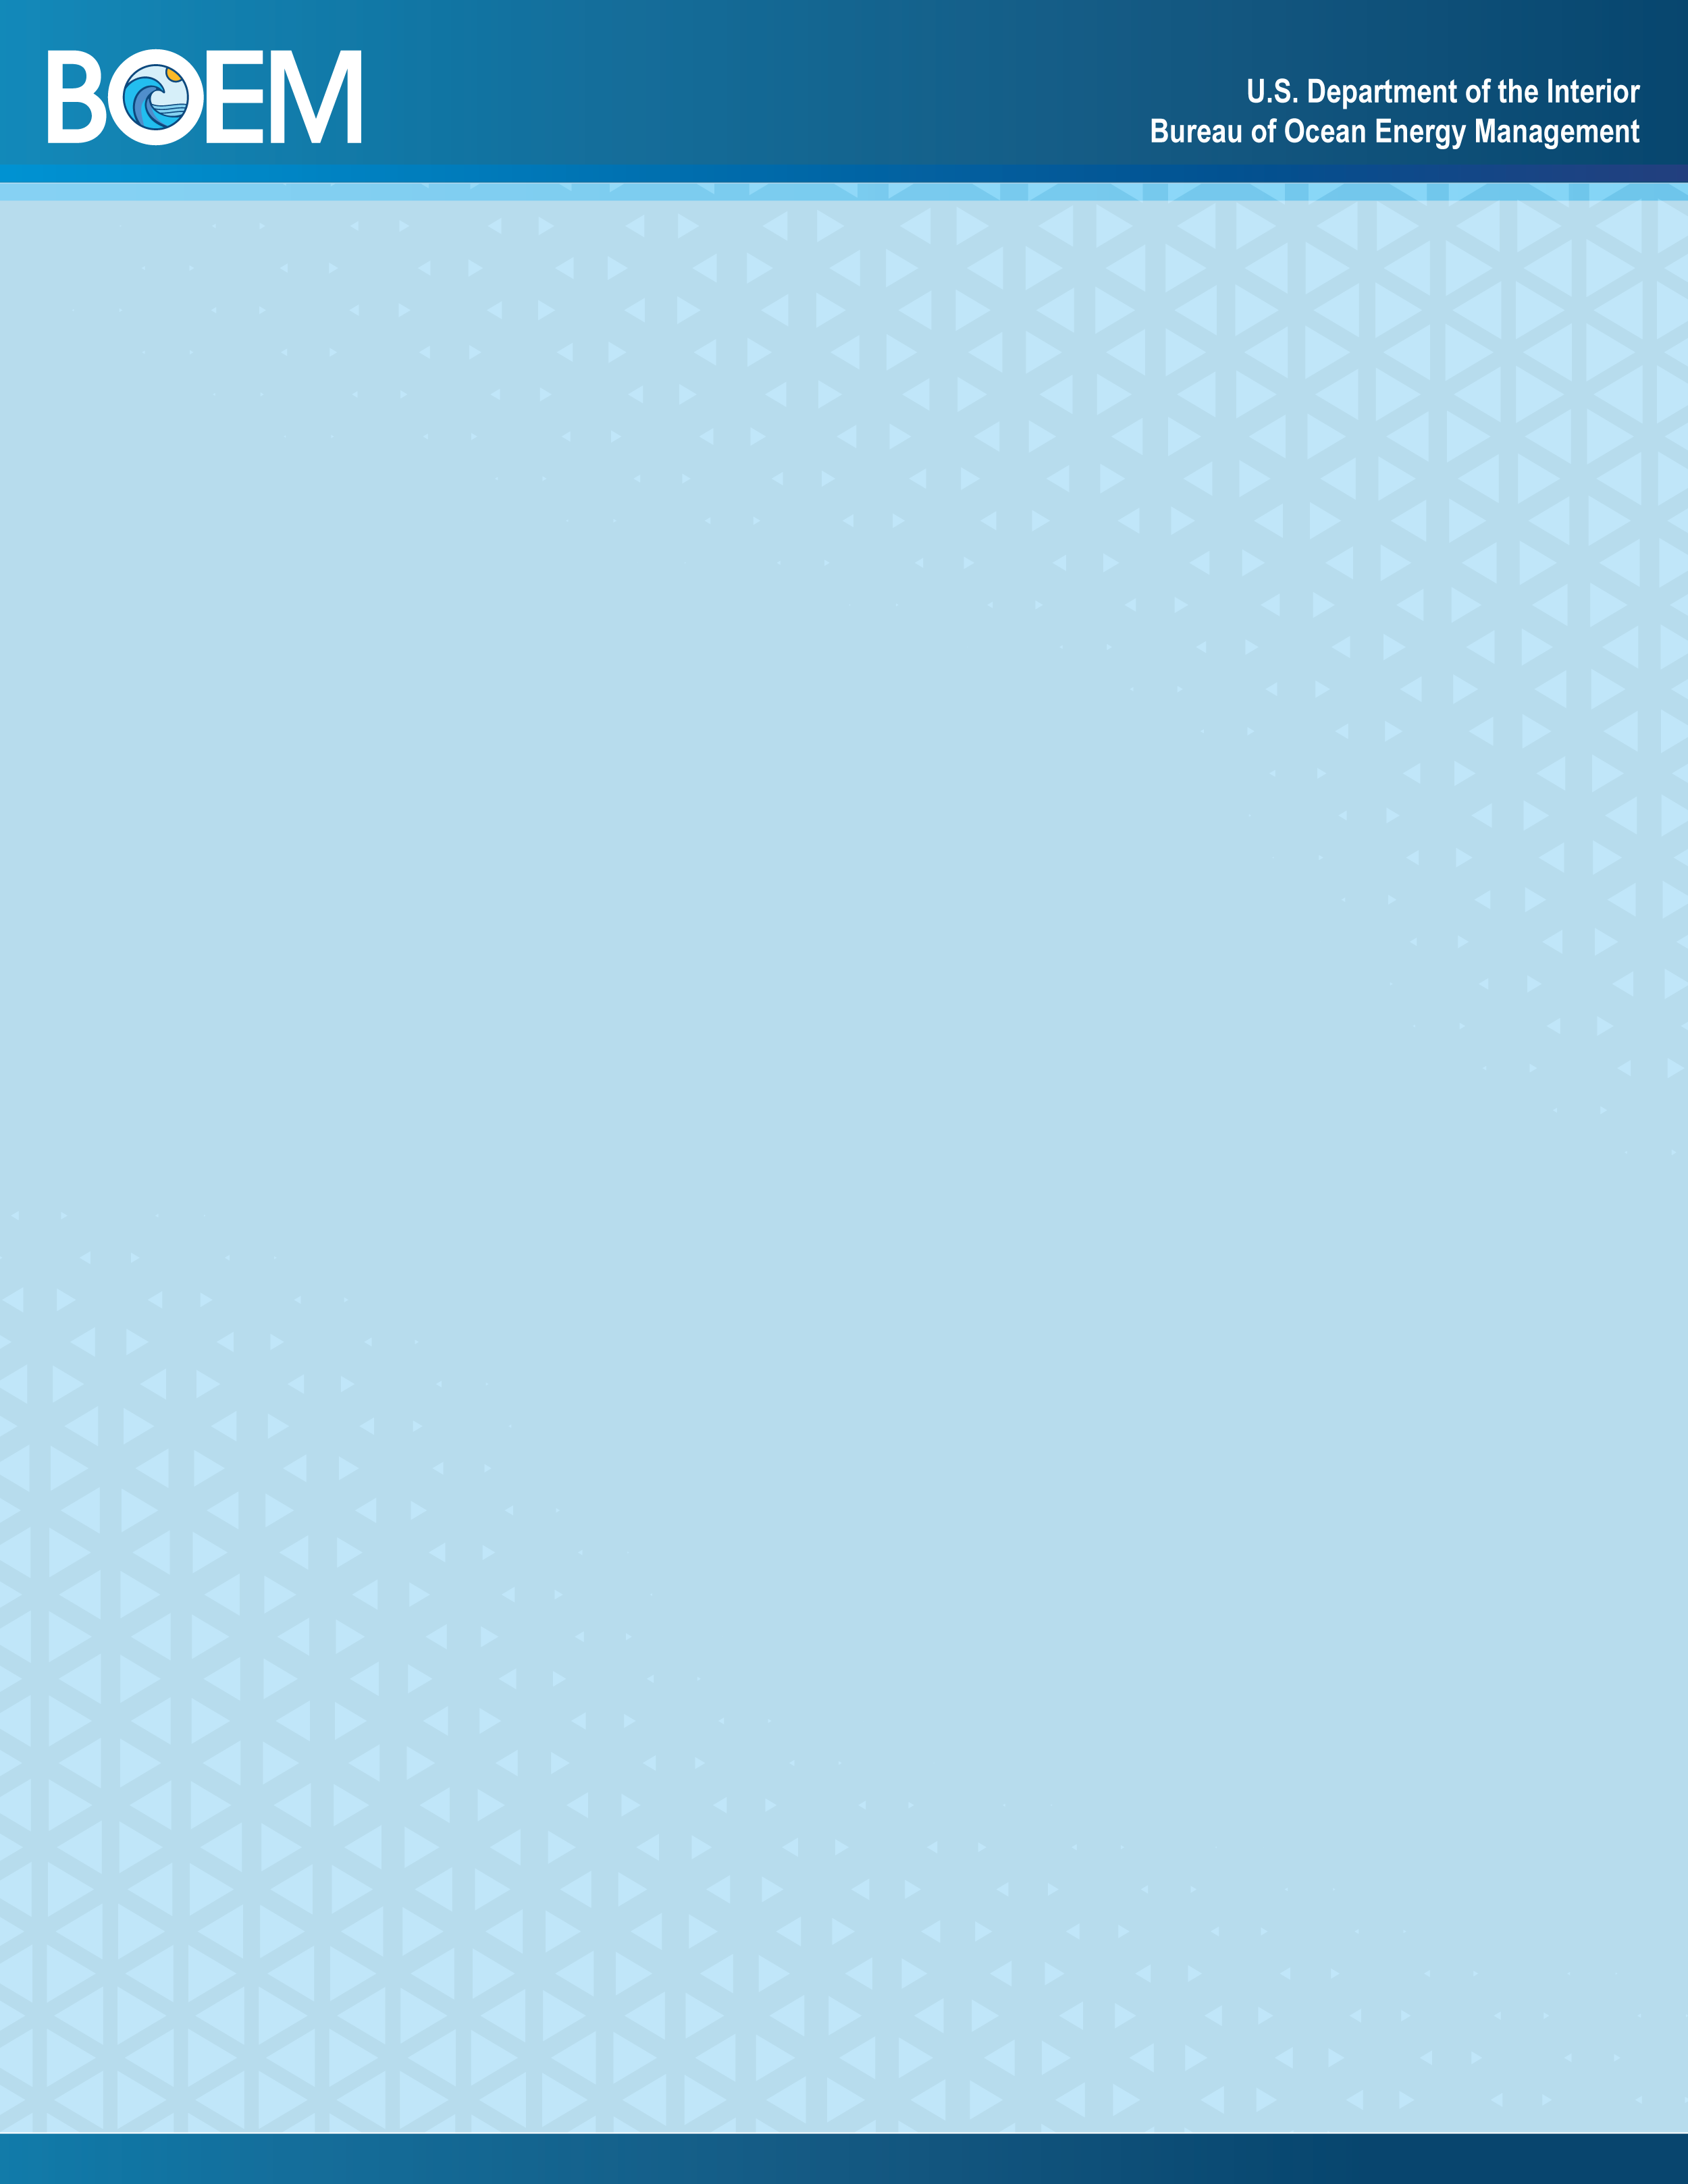 BOEM
U.S. Department of the Interior
Bureau of Ocean Energy Management